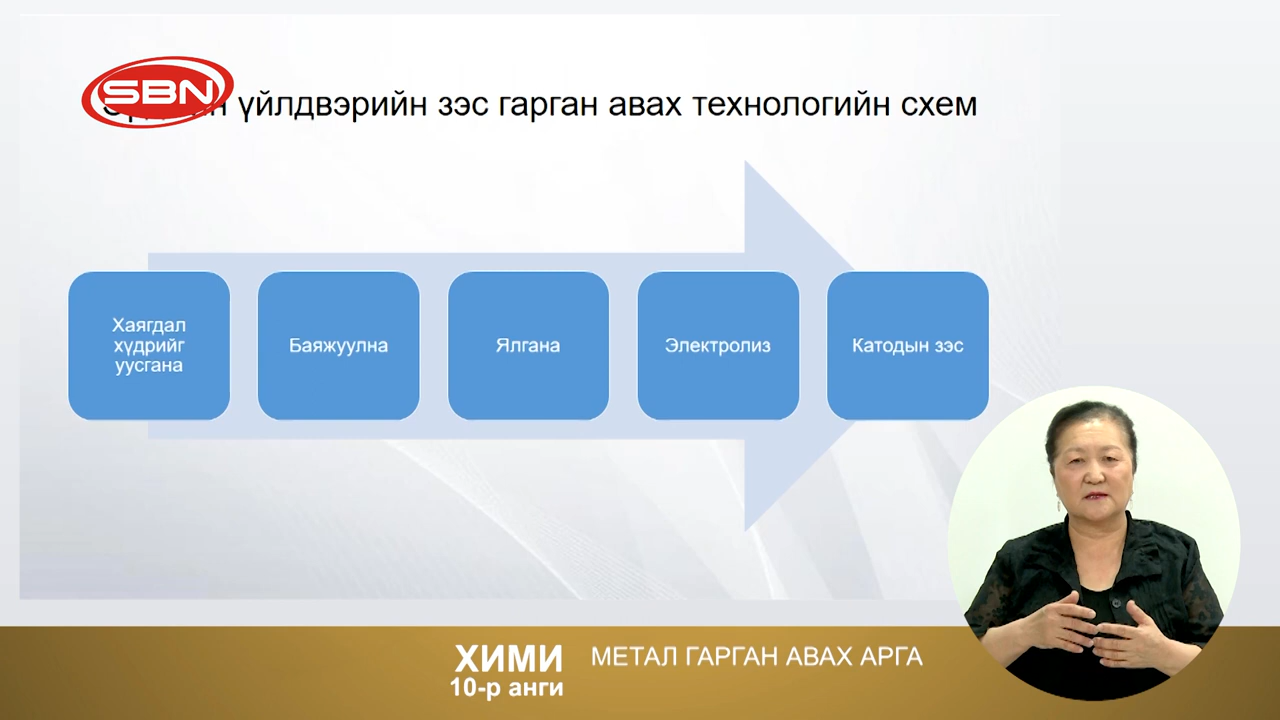 SBN
үйлдвэрийн зэс гарган авах технологийн схем
Хаягдал
хүдрийг
уусгана
Баяжуулна
Ялгана
Электролиз
Катодын зэс
ХИМИ
10-р анги
МЕТАЛ ГАРГАН АВАХ АРГА